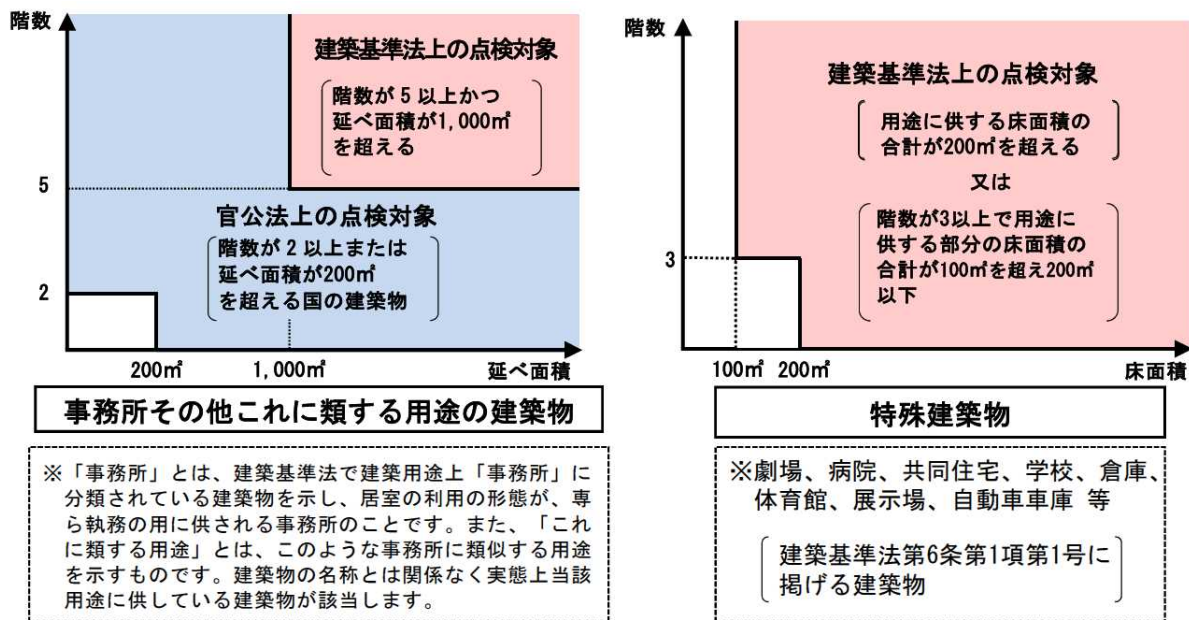 階数
建築基準法上の点検対象
階数が5以上かつ
延べ面積が1,000㎡
を超える
5
官公法上の点検対象
階数が2以上または
延べ面積が200㎡
を超える国の建築物
2
200㎡
1,000㎡
延べ面積
事務所その他これに類する用途の建築物
※「事務所」とは、建築基準法で建築用途上「事務所」に
分類されている建築物を示し、居室の利用の形態が、専
ら執務の用に供される事務所のことです。また、「これ
に類する用途」とは、このような事務所に類似する用途
を示すものです。建築物の名称とは関係なく実態上当該
用途に供している建築物が該当します。
階数
建築基準法上の点検対象
用途に供する床面積の
合計が200㎡を超える
又は
階数が3以上で用途に
供する部分の床面積の
合計が100㎡を超え200㎡
以下
3
100㎡
200㎡
床面積
特殊建築物
※劇場、病院、共同住宅、学校、倉庫、
体育館、展示場、自動車車庫 等
建築基準法第6条第1項第1号に
掲げる建築物